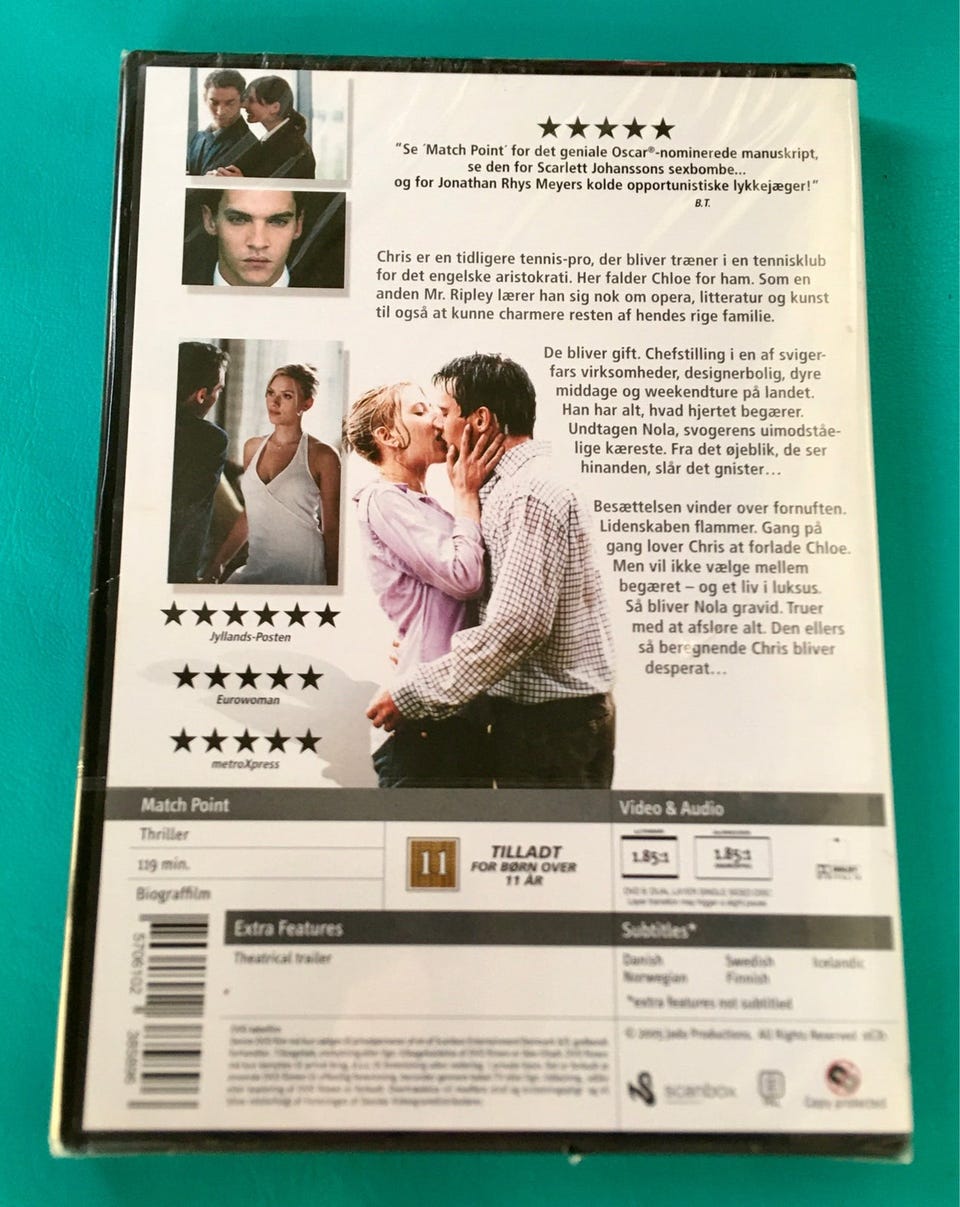 ★★★★★
"Se ´Match Point´ for det geniale Oscar®-nominerede manuskript,
se den for Scarlett Johanssons sexbombe...
og for Jonathan Rhys Meyers kolde opportunistiske lykkejæger!"
B.T.
Chris er en tidligere tennis-pro, der bliver træner i en tennisklub
for det engelske aristokrati. Her falder Chloe for ham. Som en
anden Mr. Ripley lærer han sig nok om opera, litteratur og kunst
til også at kunne charmere resten af hendes rige familie.
De bliver gift. Chefstilling i en af sviger-
fars virksomheder, designerbolig, dyre
middage og weekendture på landet.
Han har alt, hvad hjertet begærer.
Undtagen Nola, svogerens uimodståe-
lige kæreste. Fra det øjeblik, de ser
hinanden, slår det gnister...
Besættelsen vinder over fornuften.
Lidenskaben flammer. Gang på
gang lover Chris at forlade Chloe.
Men vil ikke vælge mellem
begæret – og et liv i luksus.
Så bliver Nola gravid. Truer
med at afsløre alt. Den ellers
så beregnende Chris bliver
desperat...
★★★★★★
Jyllands-Posten
★★★★★
Eurowoman
★★★★★
metroXpress
Match Point
Thriller
119 min.
Biograffilm
11
TILLADT
FOR BØRN OVER
11 ÅR
Video & Audio
1.85:1
1.85:1
Extra Features
Theatrical trailer
Subtitles*
Danish Swedish Icelandic
Norwegian Finnish
*extra features not subtitled
© 2005 Jada Productions. All Rights Reserved
scanbox
Copy protected
5706102